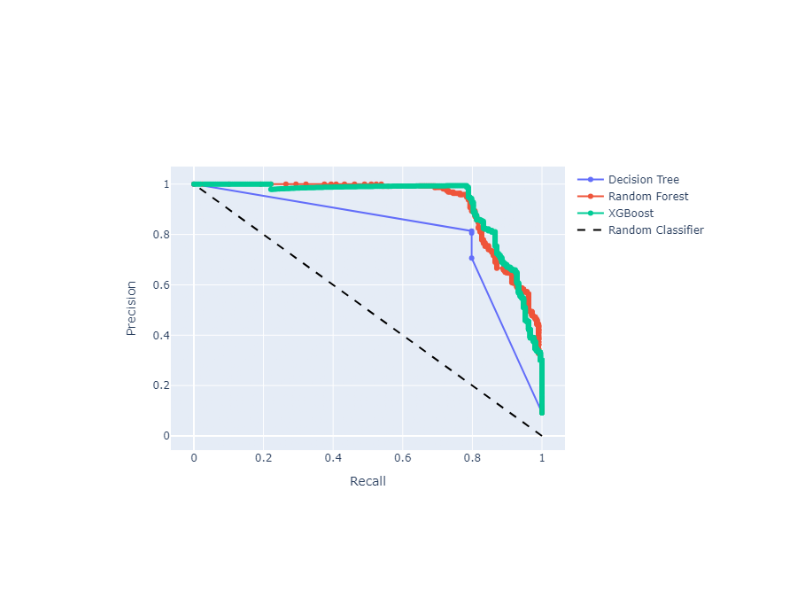 Decision Tree
Random Forest
XGBoost
Random Classifier
1
0.8
0.6
0.4
0.2
0
Precision
0 0.2 0.4 0.6 0.8 1
Recall